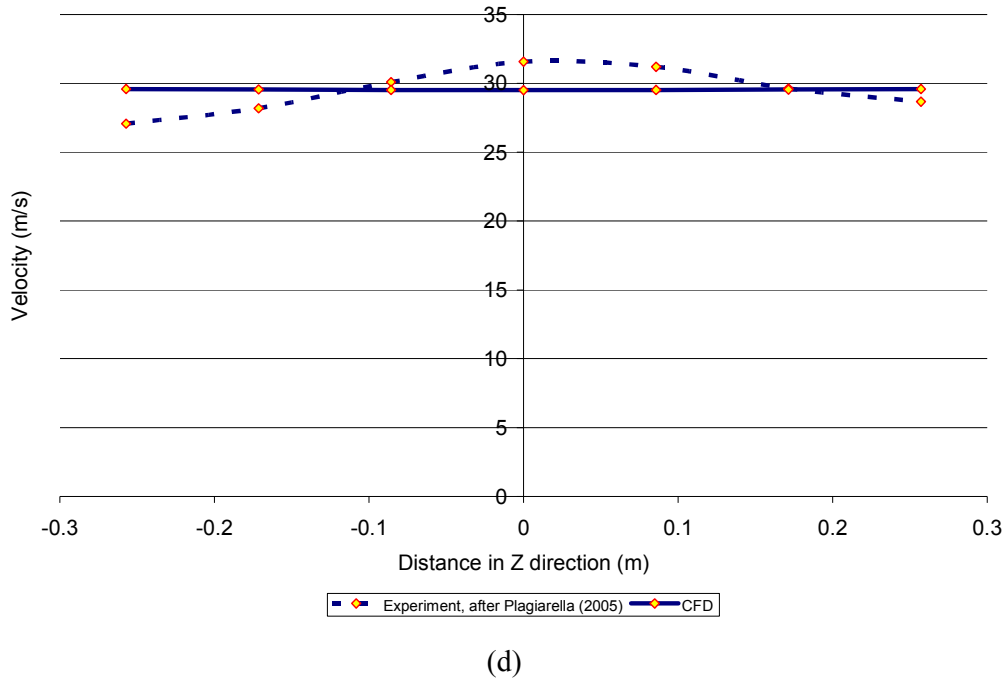 35
30
25
20
15
10
5
0
Velocity (m/s)
-0.3 -0.2 -0.1 0 0.1 0.2 0.3
Distance in Z direction (m)
Experiment, after Plagiarella (2005) CFD
(d)